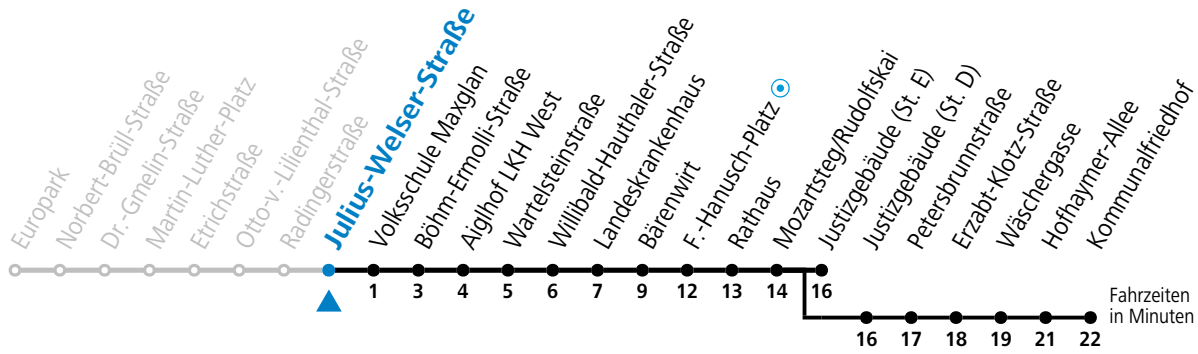 Europark
Norbert-Brüll-Straße
Dr.-Gmelin-Straße
Martin-Luther-Platz
Etrichstraße
Otto-v.-Lilienthal-Straße
Radingerstraße
Julius-Welser-Straße
Volksschule Maxglan
Böhm-Ermolli-Straße
Aiglhof LKH West
Wartelsteinstraße
Willibald-Hauthaler-Straße
Landeskrankenhaus
Bärenwirt
F.-Hanusch-Platz
Rathaus
Mozartsteg/Rudolfskai
Justizgebäude (St. E)
Justizgebäude (St. D)
Petersbrunnstraße
Erzabt-Klotz-Straße
Wäschergasse
Hofhaymer-Allee
Kommunalfriedhof
1 3 4 5 6 7 9 12 13 14 16
16 17 18 19 21 22
Fahrzeiten
in Minuten